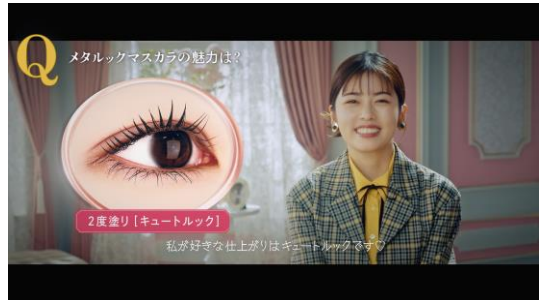 Q メタルックマスカラの魅力は?
2度塗り[キュートルック]
私が好きな仕上がりはキュートルックです♡